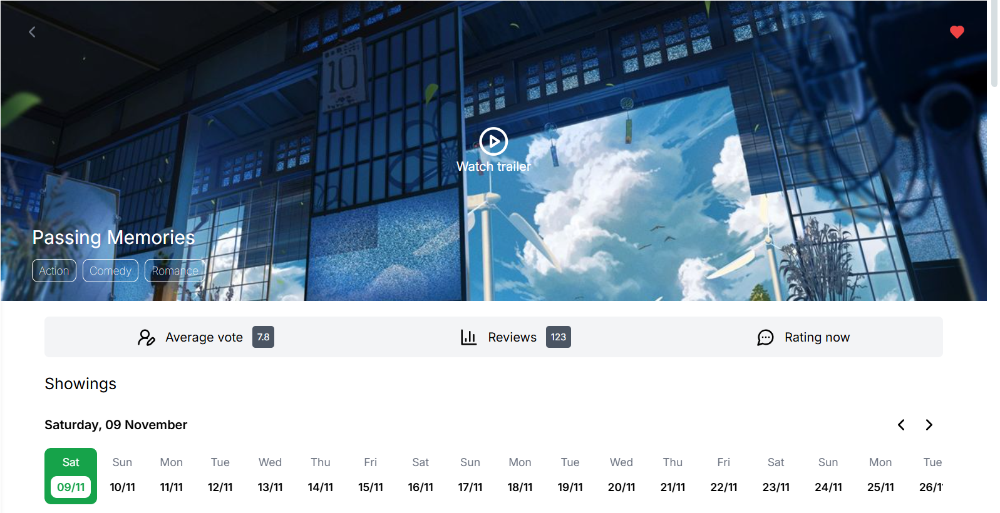 10
Watch trailer
Passing Memories
Action Comedy Romance
Average vote 7.8 Reviews 123 Rating now
Showings
Saturday, 09 November
Sat Sun Mon Tue Wed Thu Fri Sat Sun Mon Tue Wed Thu Fri Sat Sun Mon Tue
09/11 10/11 11/11 12/11 13/11 14/11 15/11 16/11 17/11 18/11 19/11 20/11 21/11 22/11 23/11 24/11 25/11 26/1